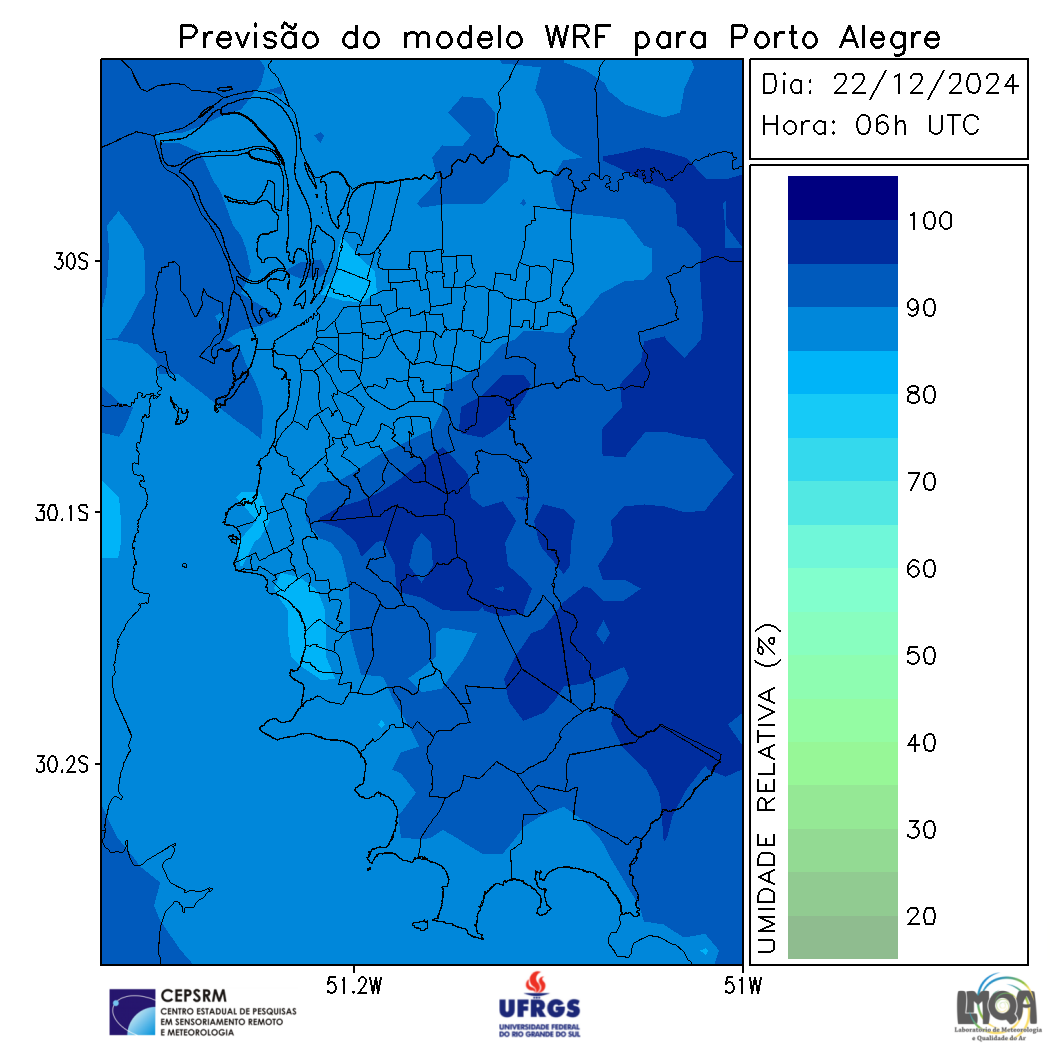 Previsão do modelo WRF para Porto Alegre
Dia: 22/12/2024
Hora: 06h UTC
30S
30.1S
30.2S
51.2W
51W
100
90
80
70
60
50
40
30
20
UMIDADE RELATIVA (%)
CEPSRM
CENTRO ESTADUAL DE PESQUISAS
EM SENSORIAMENTO REMOTO
E METEOROLOGIA
UFRGS
UNIVERSIDADE FEDERAL
DO RIO GRANDE DO SUL
LMQA
Laboratório de Meteorologia
e Qualidade do Ar